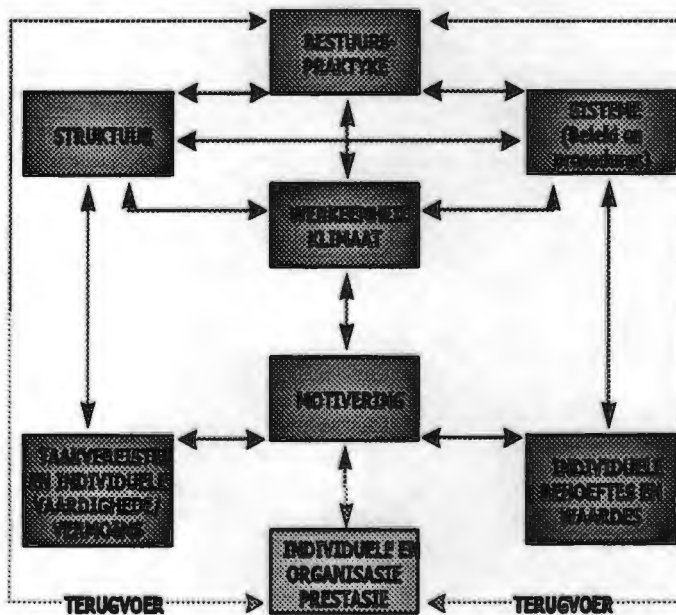 BESTUURS-
PRAKTYKE
STRUKTUUR
SISTEME
(beleid en
prosedures)
WERKEENHEID
KLIMAAT
MOTIVERING
TAAKVEREISTES
EN INDIVIDUELE
VAARDIGHEDE/
INDIVIDUELE
BEHOEFTES EN
WAARDES
INDIVIDUELE EN
ORGANISASIE
PRESTASIE
TERUGVOER
TERUGVOER